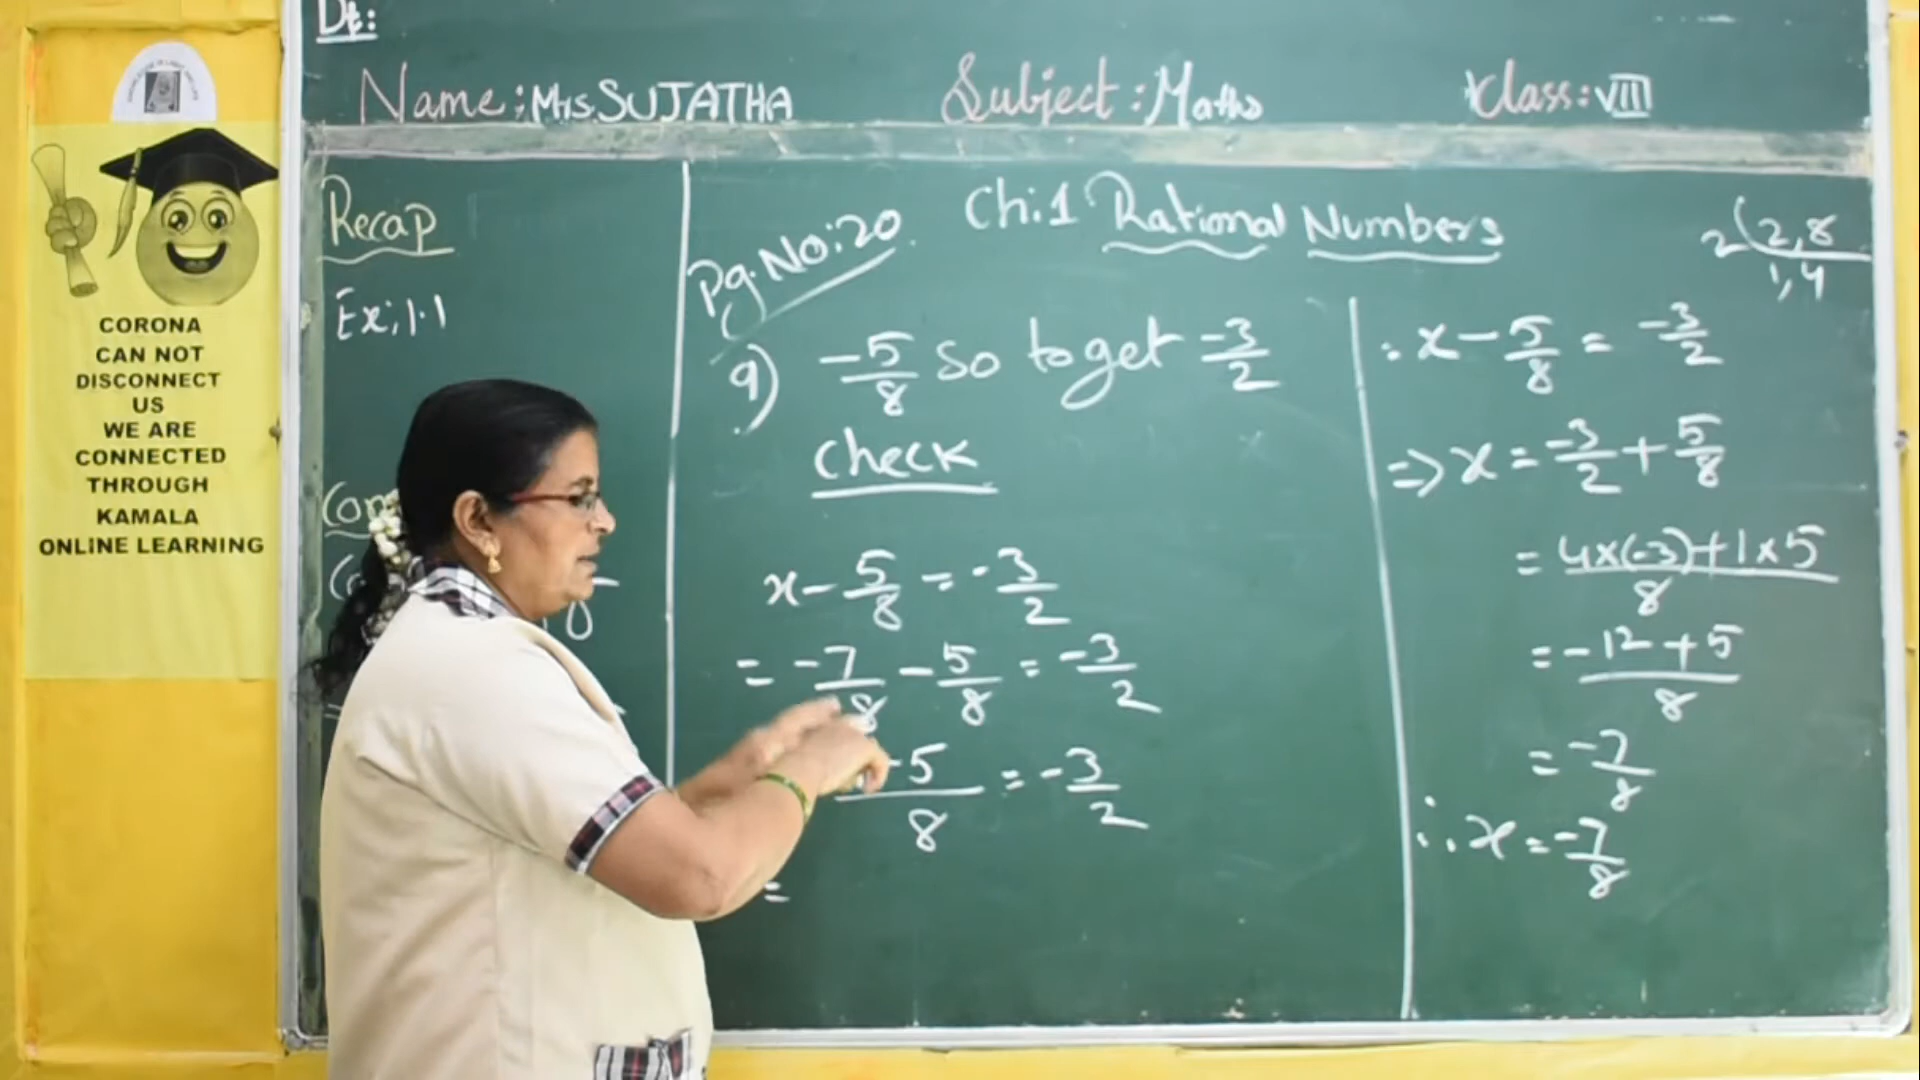 Dt:
Name: Mrs. SUJATHA
Subject: Maths
Class: VIII
CORONA
CAN NOT
DISCONNECT
US
WE ARE
CONNECTED
THROUGH
KAMALA
ONLINE LEARNING
Recap
Ex; 1.1
Pg.No:20
Ch:1 Rational Numbers
9) -5/8 so to get -3/2
Check
x - 5/8 = -3/2
= -7/8 - 5/8 = -3/2
-5/8 = -3/2
=
2(2,8
1,4
∴ x - 5/8 = -3/2
=> x = -3/2 + 5/8
= 4x(-3)+1x5/8
= -12+5/8
= -7/8
∴ x = -7/8